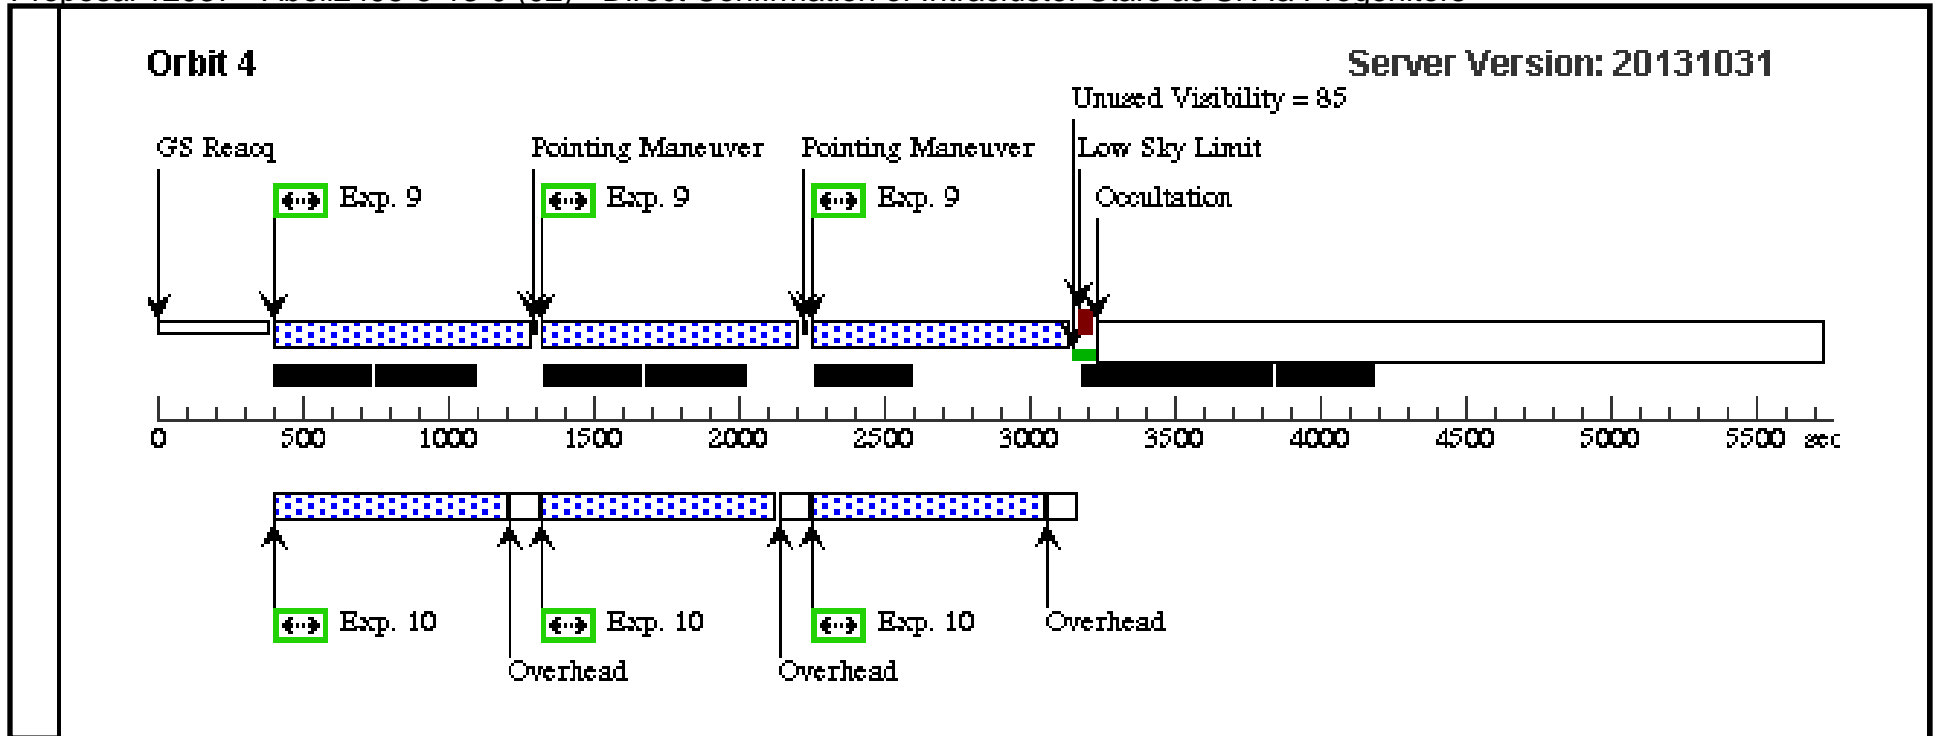 Orbit 4
Server Version: 20131031
Unused Visibility = 85
GS Reacq
Pointing Maneuver
Pointing Maneuver
Low Sky Limit
Exp. 9
Exp. 9
Exp. 9
Occultation
0 500 1000 1500 2000 2500 3000 3500 4000 4500 5000 5500 sec
Exp. 10
Exp. 10
Exp. 10
Overhead
Overhead
Overhead